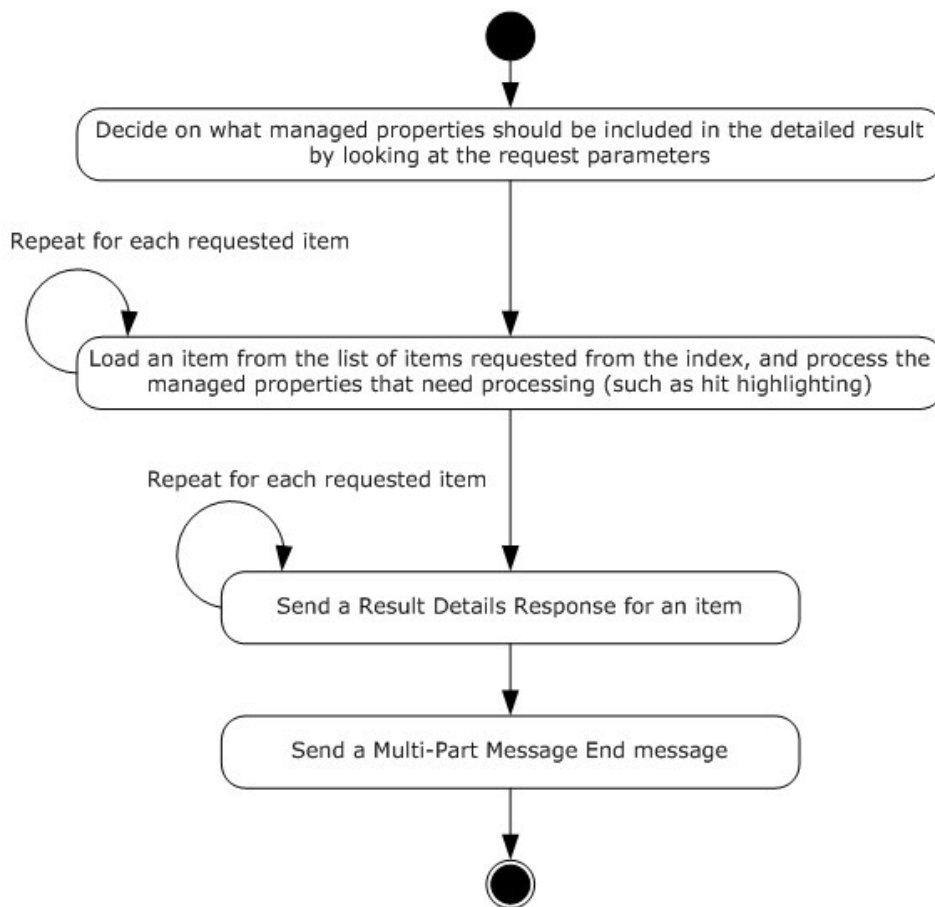 Decide on what managed properties should be included in the detailed result
by looking at the request parameters
Repeat for each requested item
Load an item from the list of items requested from the index, and process the
managed properties that need processing (such as hit highlighting)
Repeat for each requested item
Send a Result Details Response for an item
Send a Multi-Part Message End message